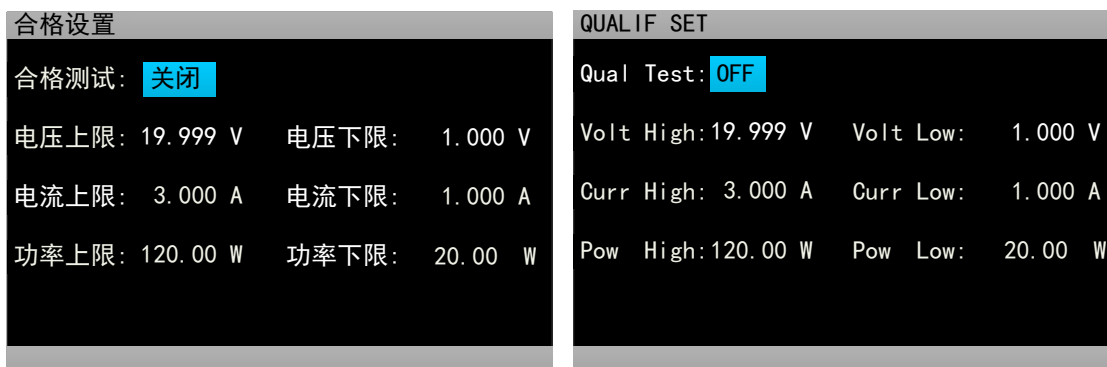 合格设置
合格测试: 关闭
电压上限: 19.999 V 电压下限: 1.000 V
电流上限: 3.000 A 电流下限: 1.000 A
功率上限: 120.00 W 功率下限: 20.00 W
QUALIF SET
Qual Test: OFF
Volt High: 19.999 V Volt Low: 1.000 V
Curr High: 3.000 A Curr Low: 1.000 A
Pow High: 120.00 W Pow Low: 20.00 W